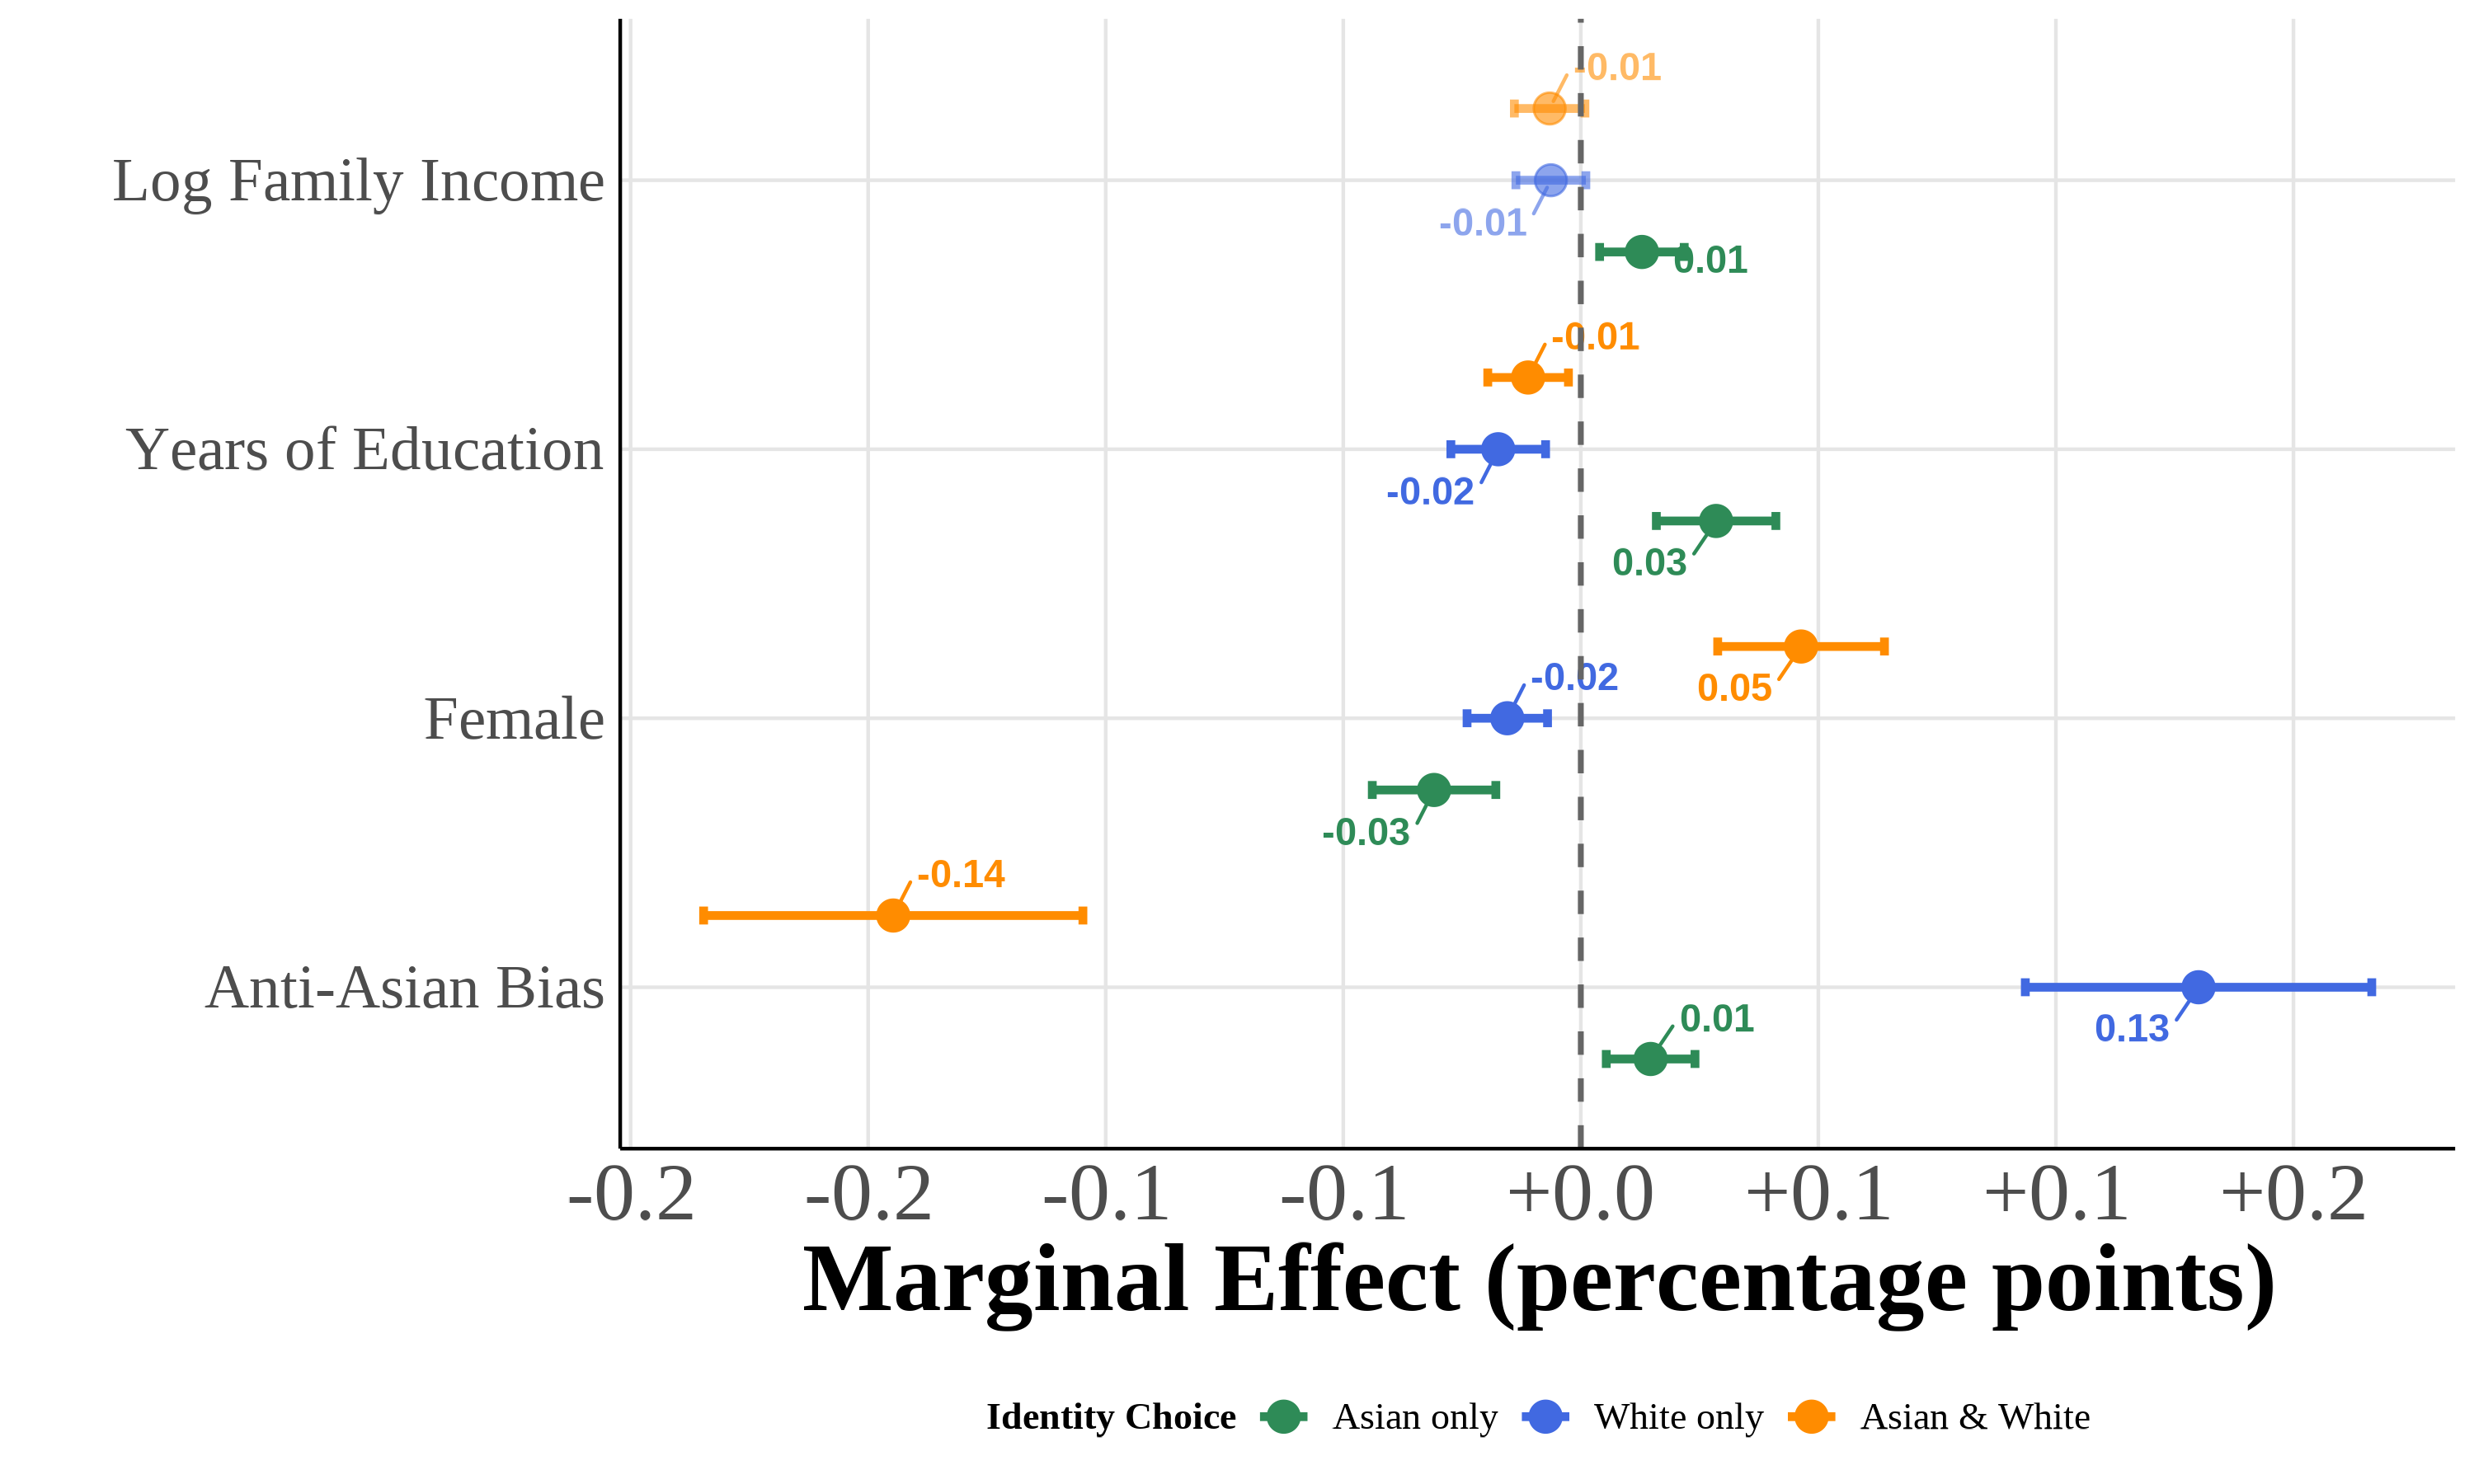 -0.01
Log Family Income
-0.01
0.01
-0.01
Years of Education
-0.02
0.03
-0.02
0.05
Female
-0.03
-0.14
Anti-Asian Bias
0.01
0.13
-0.2 -0.2 -0.1 -0.1 +0.0 +0.1 +0.1 +0.2
Marginal Effect (percentage points)
Identity Choice Asian only White only Asian & White